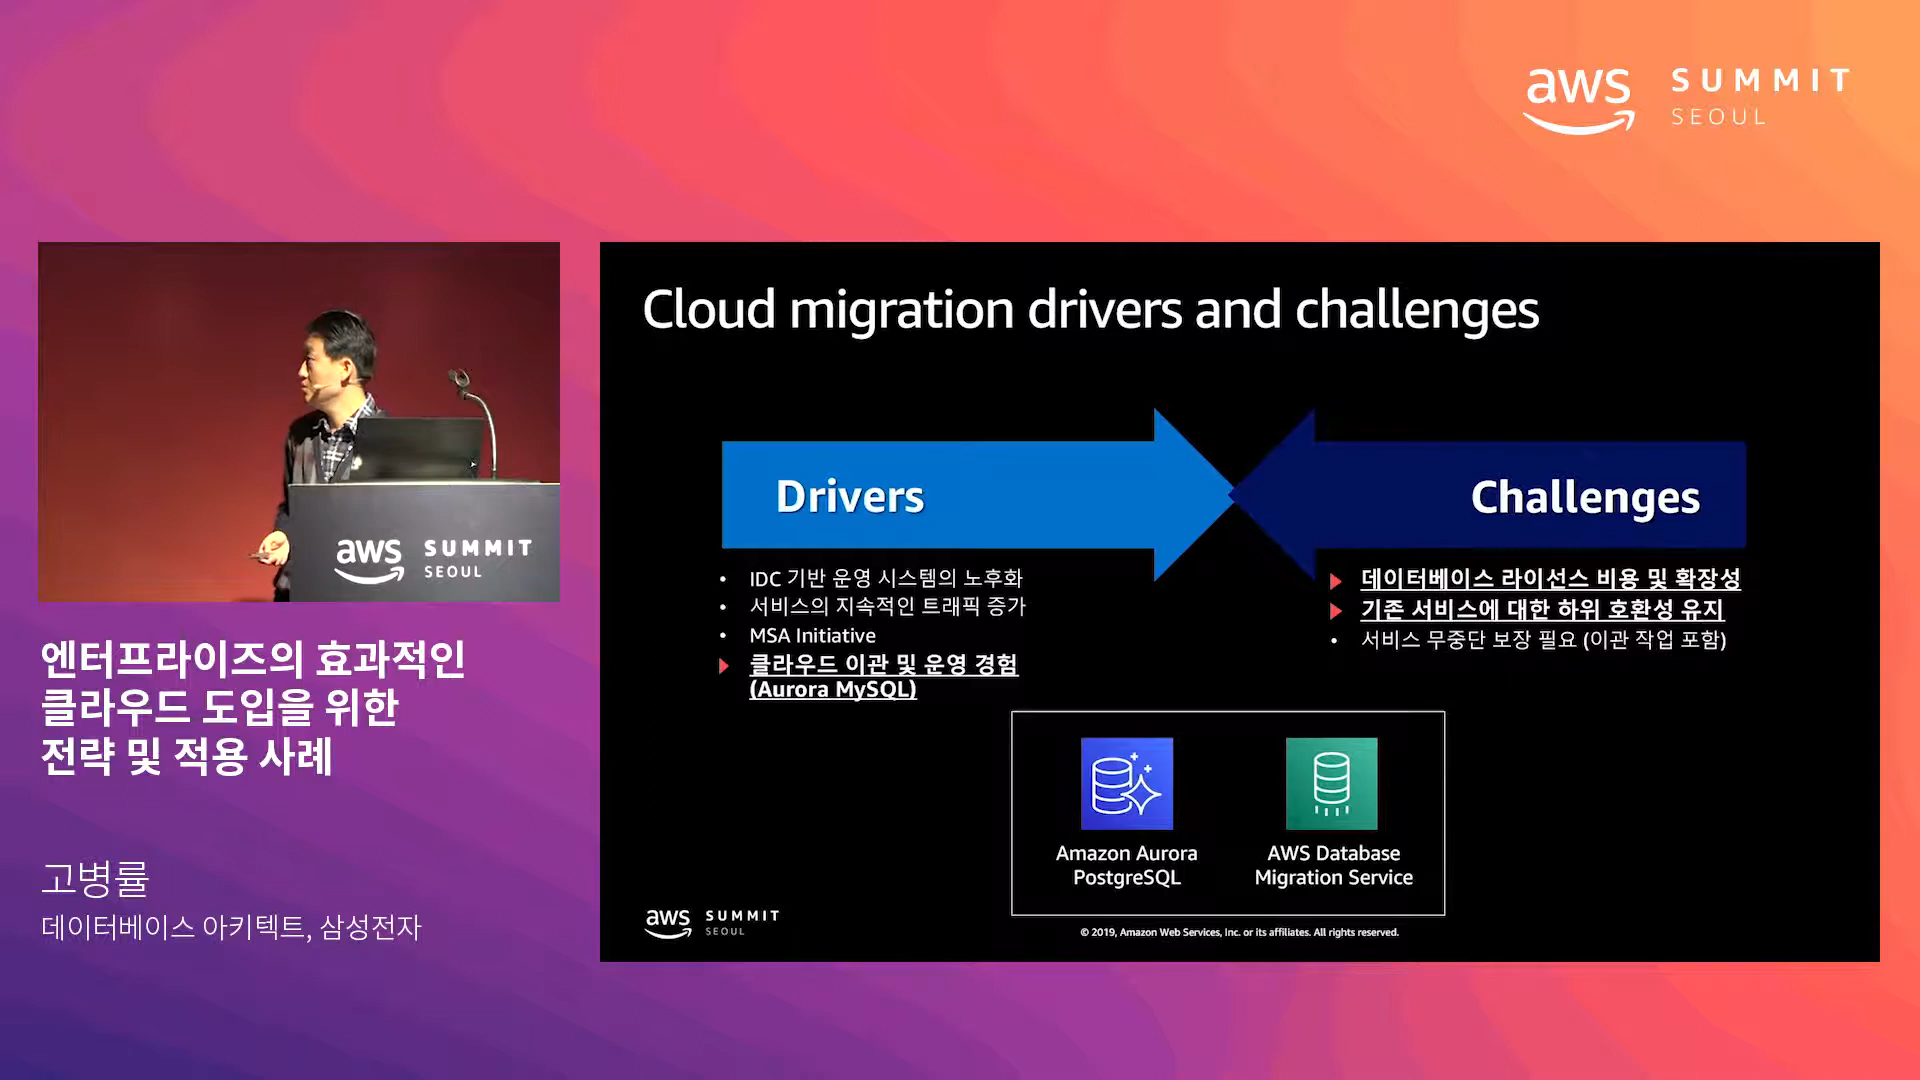 aws SUMMIT
SEOUL
aws SUMMIT
SEOUL
엔터프라이즈의 효과적인
클라우드 도입을 위한
전략 및 적용 사례
고병률
데이터베이스 아키텍트, 삼성전자
Cloud migration drivers and challenges
Drivers
• IDC 기반 운영 시스템의 노후화
• 서비스의 지속적인 트래픽 증가
• MSA Initiative
클라우드 이관 및 운영 경험
(Aurora MySQL)
Challenges
데이터베이스 라이선스 비용 및 확장성
기존 서비스에 대한 하위 호환성 유지
• 서비스 무중단 보장 필요 (이관 작업 포함)
Amazon Aurora
PostgreSQL
AWS Database
Migration Service
aws SUMMIT
SEOUL
© 2019, Amazon Web Services, Inc. or its affiliates. All rights reserved.